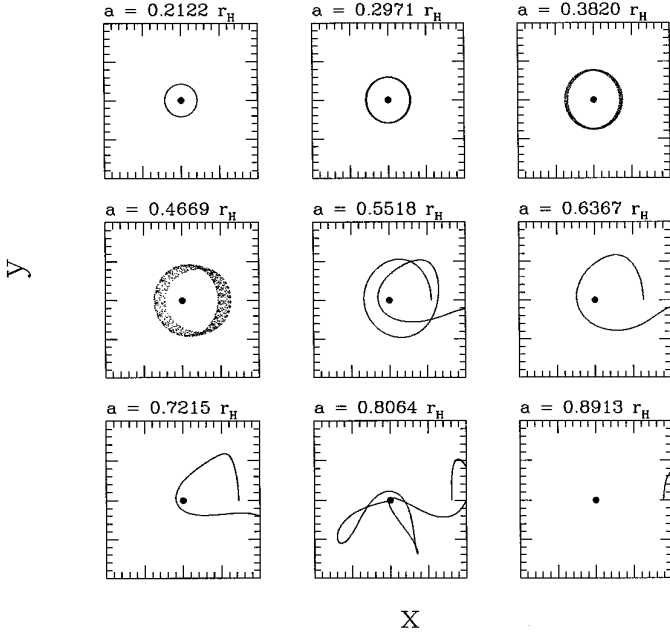 a = 0.2122 r_H
a = 0.2971 r_H
a = 0.3820 r_H
a = 0.4669 r_H
a = 0.5518 r_H
a = 0.6367 r_H
a = 0.7215 r_H
a = 0.8064 r_H
a = 0.8913 r_H
y
x